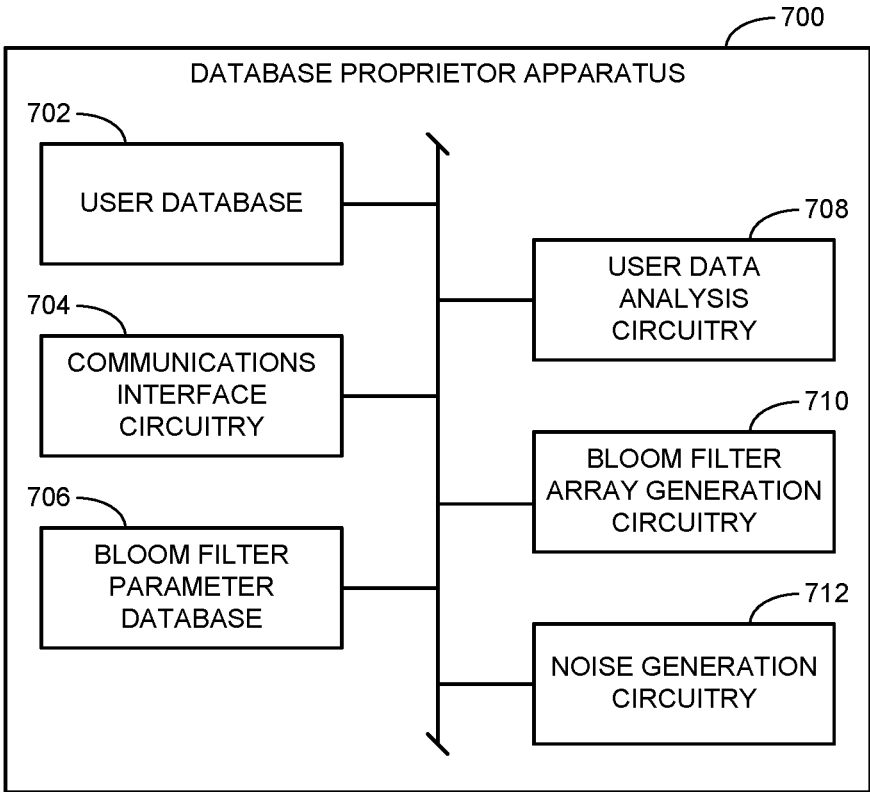 700
DATABASE PROPRIETOR APPARATUS
702
USER DATABASE
704
COMMUNICATIONS
INTERFACE
CIRCUITRY
706
BLOOM FILTER
PARAMETER
DATABASE
708
USER DATA
ANALYSIS
CIRCUITRY
710
BLOOM FILTER
ARRAY GENERATION
CIRCUITRY
712
NOISE GENERATION
CIRCUITRY